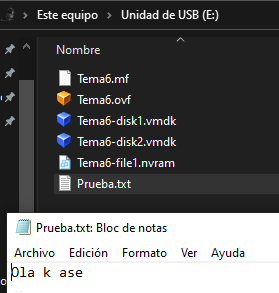 Este equipo > Unidad de USB (E:)
Nombre
Tema6.mf
Tema6.ovf
Tema6-disk1.vmdk
Tema6-disk2.vmdk
Tema6-file1.nvram
Prueba.txt
Prueba.txt: Bloc de notas
Archivo Edición Formato Ver Ayuda
Ola k ase